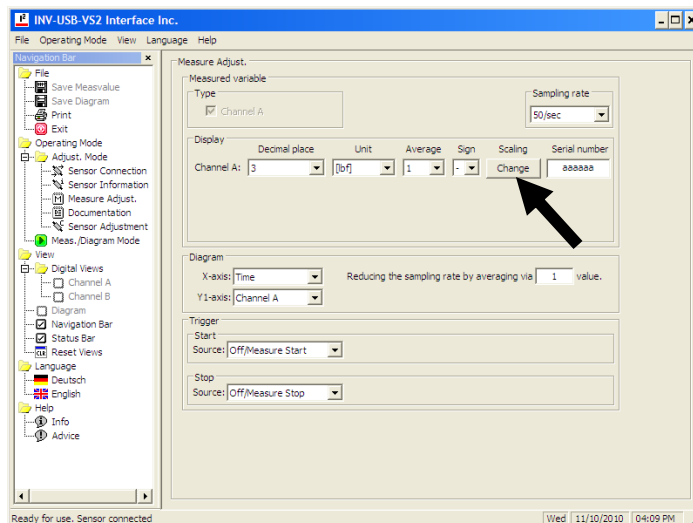 INV-USB-VS2 Interface Inc.
File Operating Mode View Language Help
Navigation Bar
File
Save Measvalue
Save Diagram
Print
Exit
Operating Mode
Adjust. Mode
Sensor Connection
Sensor Information
Measure Adjust.
Documentation
Sensor Adjustment
Meas./Diagram Mode
View
Digital Views
Channel A
Channel B
Diagram
Navigation Bar
Status Bar
Reset Views
Language
Deutsch
English
Help
Info
Advice
Measure Adjust.
Measured variable
Type
Channel A
Sampling rate
50/sec
Display
Decimal place Unit Average Sign Scaling Serial number
Channel A: 3 [lbf] 1 - Change aaaaaa
Diagram
X-axis: Time Reducing the sampling rate by averaging via 1 value.
Y1-axis: Channel A
Trigger
Start
Source: Off/Measure Start
Stop
Source: Off/Measure Stop
Ready for use. Sensor connected Wed 11/10/2010 04:09 PM